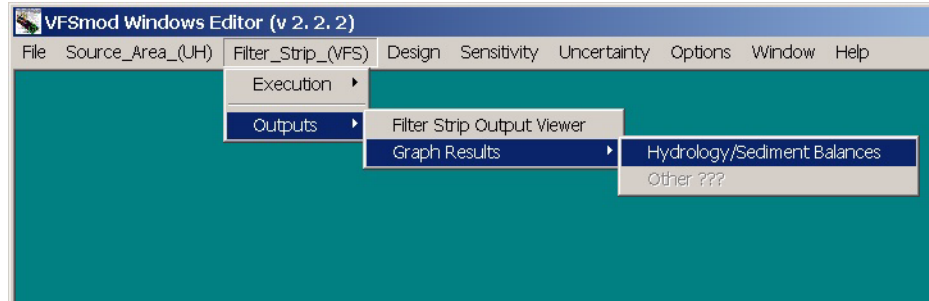 VFSmod Windows Editor (v 2. 2. 2)
File Source_Area_(UH) Filter_Strip_(VFS) Design Sensitivity Uncertainty Options Window Help
Execution
Outputs Filter Strip Output Viewer
Graph Results Hydrology/Sediment Balances
Other ???